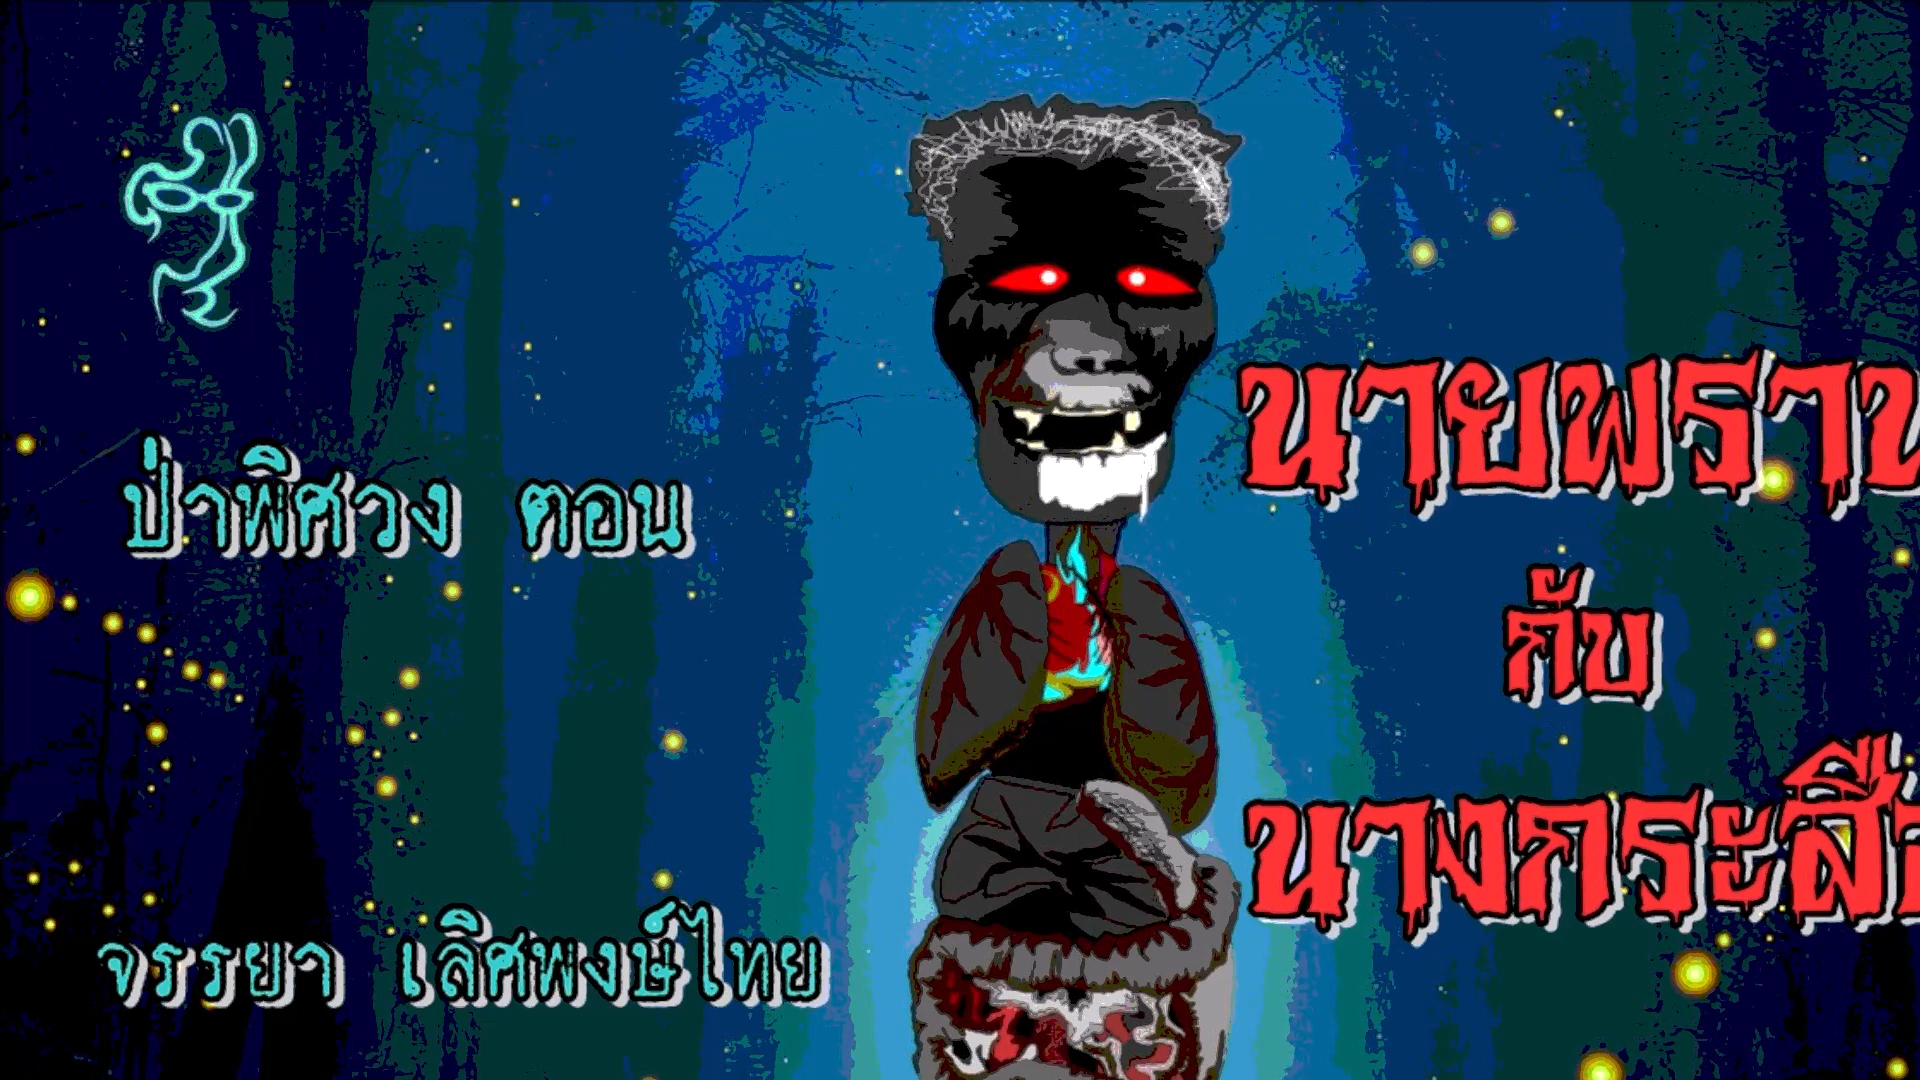 ป่าพิศวง ตอน
นายพราน
กับ
นางกระสือ
จรรยา เลิศพงษ์ไทย